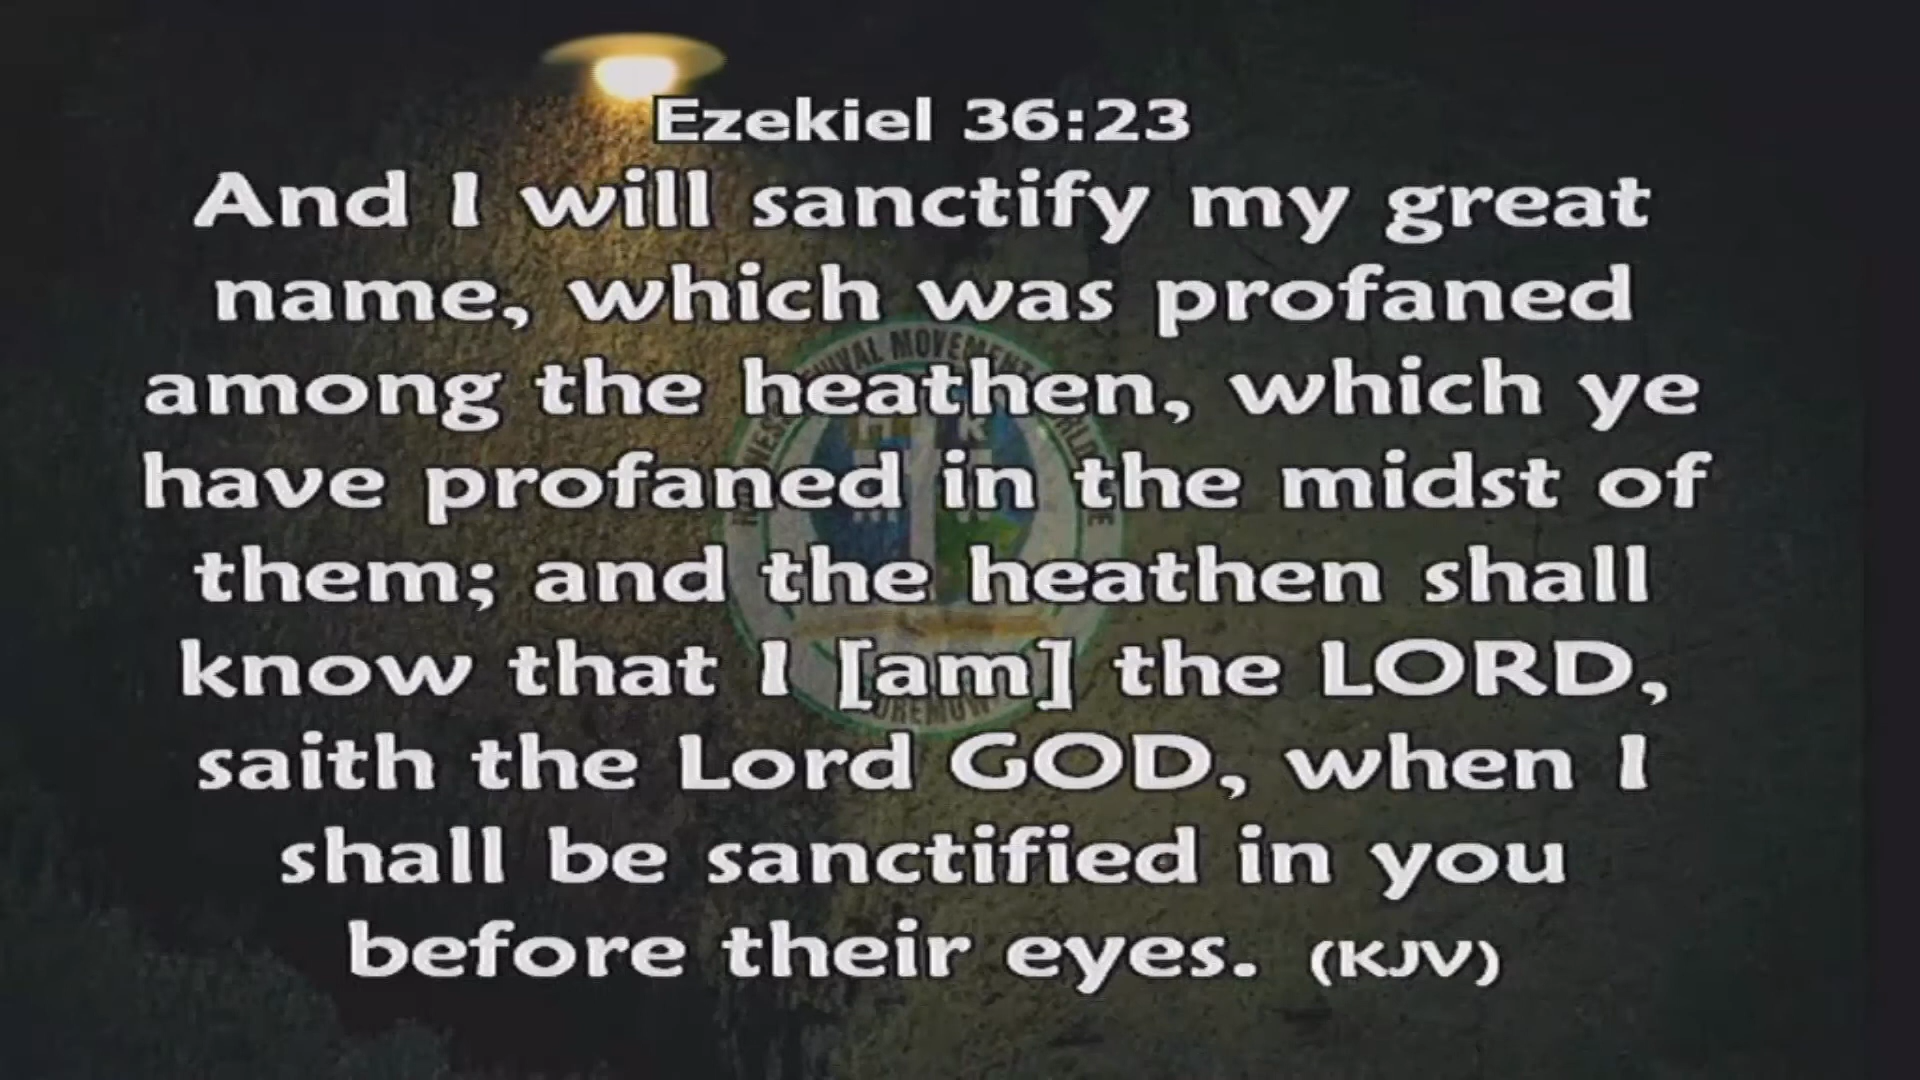 Ezekiel 36:23
And I will sanctify my great
name, which was profaned
among the heathen, which ye
have profaned in the midst of
them; and the heathen shall
know that I [am] the LORD,
saith the Lord GOD, when I
shall be sanctified in you
before their eyes. (KJV)